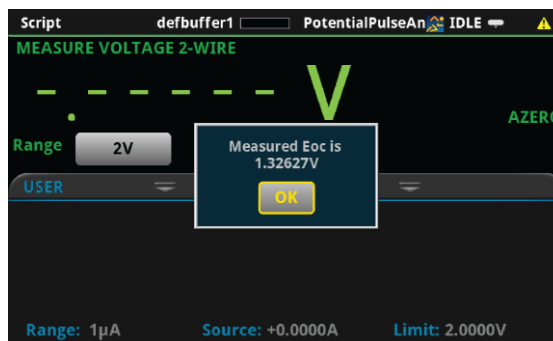 Script defbuffer1 PotentialPulseAn IDLE
MEASURE VOLTAGE 2-WIRE
- . - - - - - V
AZERO
Range 2V
Measured Eoc is
1.32627V
OK
USER
Range: 1µA Source: +0.0000A Limit: 2.0000V